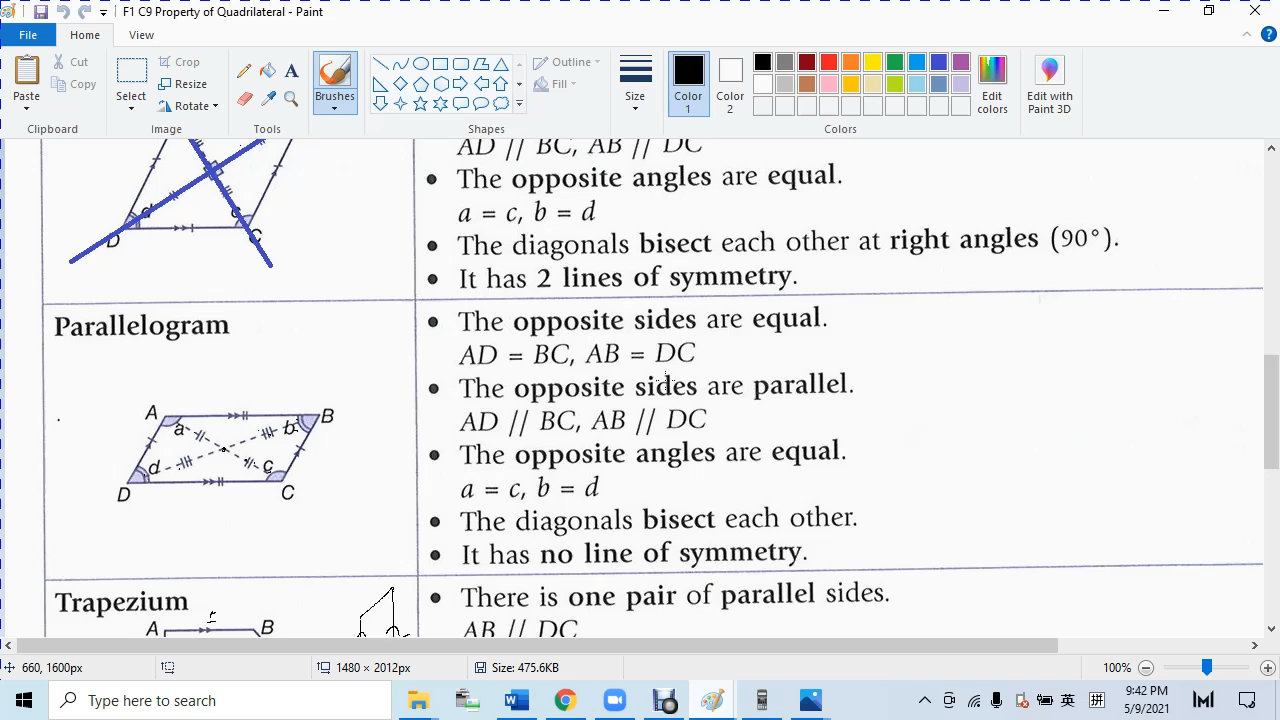 F1 C9 Property of Quadrilateral - Paint
File
Home
View
Paste
Cut
Copy
Clipboard
Select
Crop
Resize
Rotate
Image
A
Tools
Brushes
Shapes
Outline
Fill
Size
Color 1
Color 2
Edit colors
Colors
Edit with Paint 3D
d
c
D
C
AD // BC, AB // DC
• The opposite angles are equal.
a = c, b = d
• The diagonals bisect each other at right angles (90°).
• It has 2 lines of symmetry.
Parallelogram
A
B
a
b
d
c
D
C
• The opposite sides are equal.
AD = BC, AB = DC
• The opposite sides are parallel.
AD // BC, AB // DC
• The opposite angles are equal.
a = c, b = d
• The diagonals bisect each other.
• It has no line of symmetry.
Trapezium
A
B
• There is one pair of parallel sides.
AB // DC
660, 1600px
1480 × 2012px
Size: 475.6KB
100%
Type here to search
英
拼
9:42 PM
5/9/2021